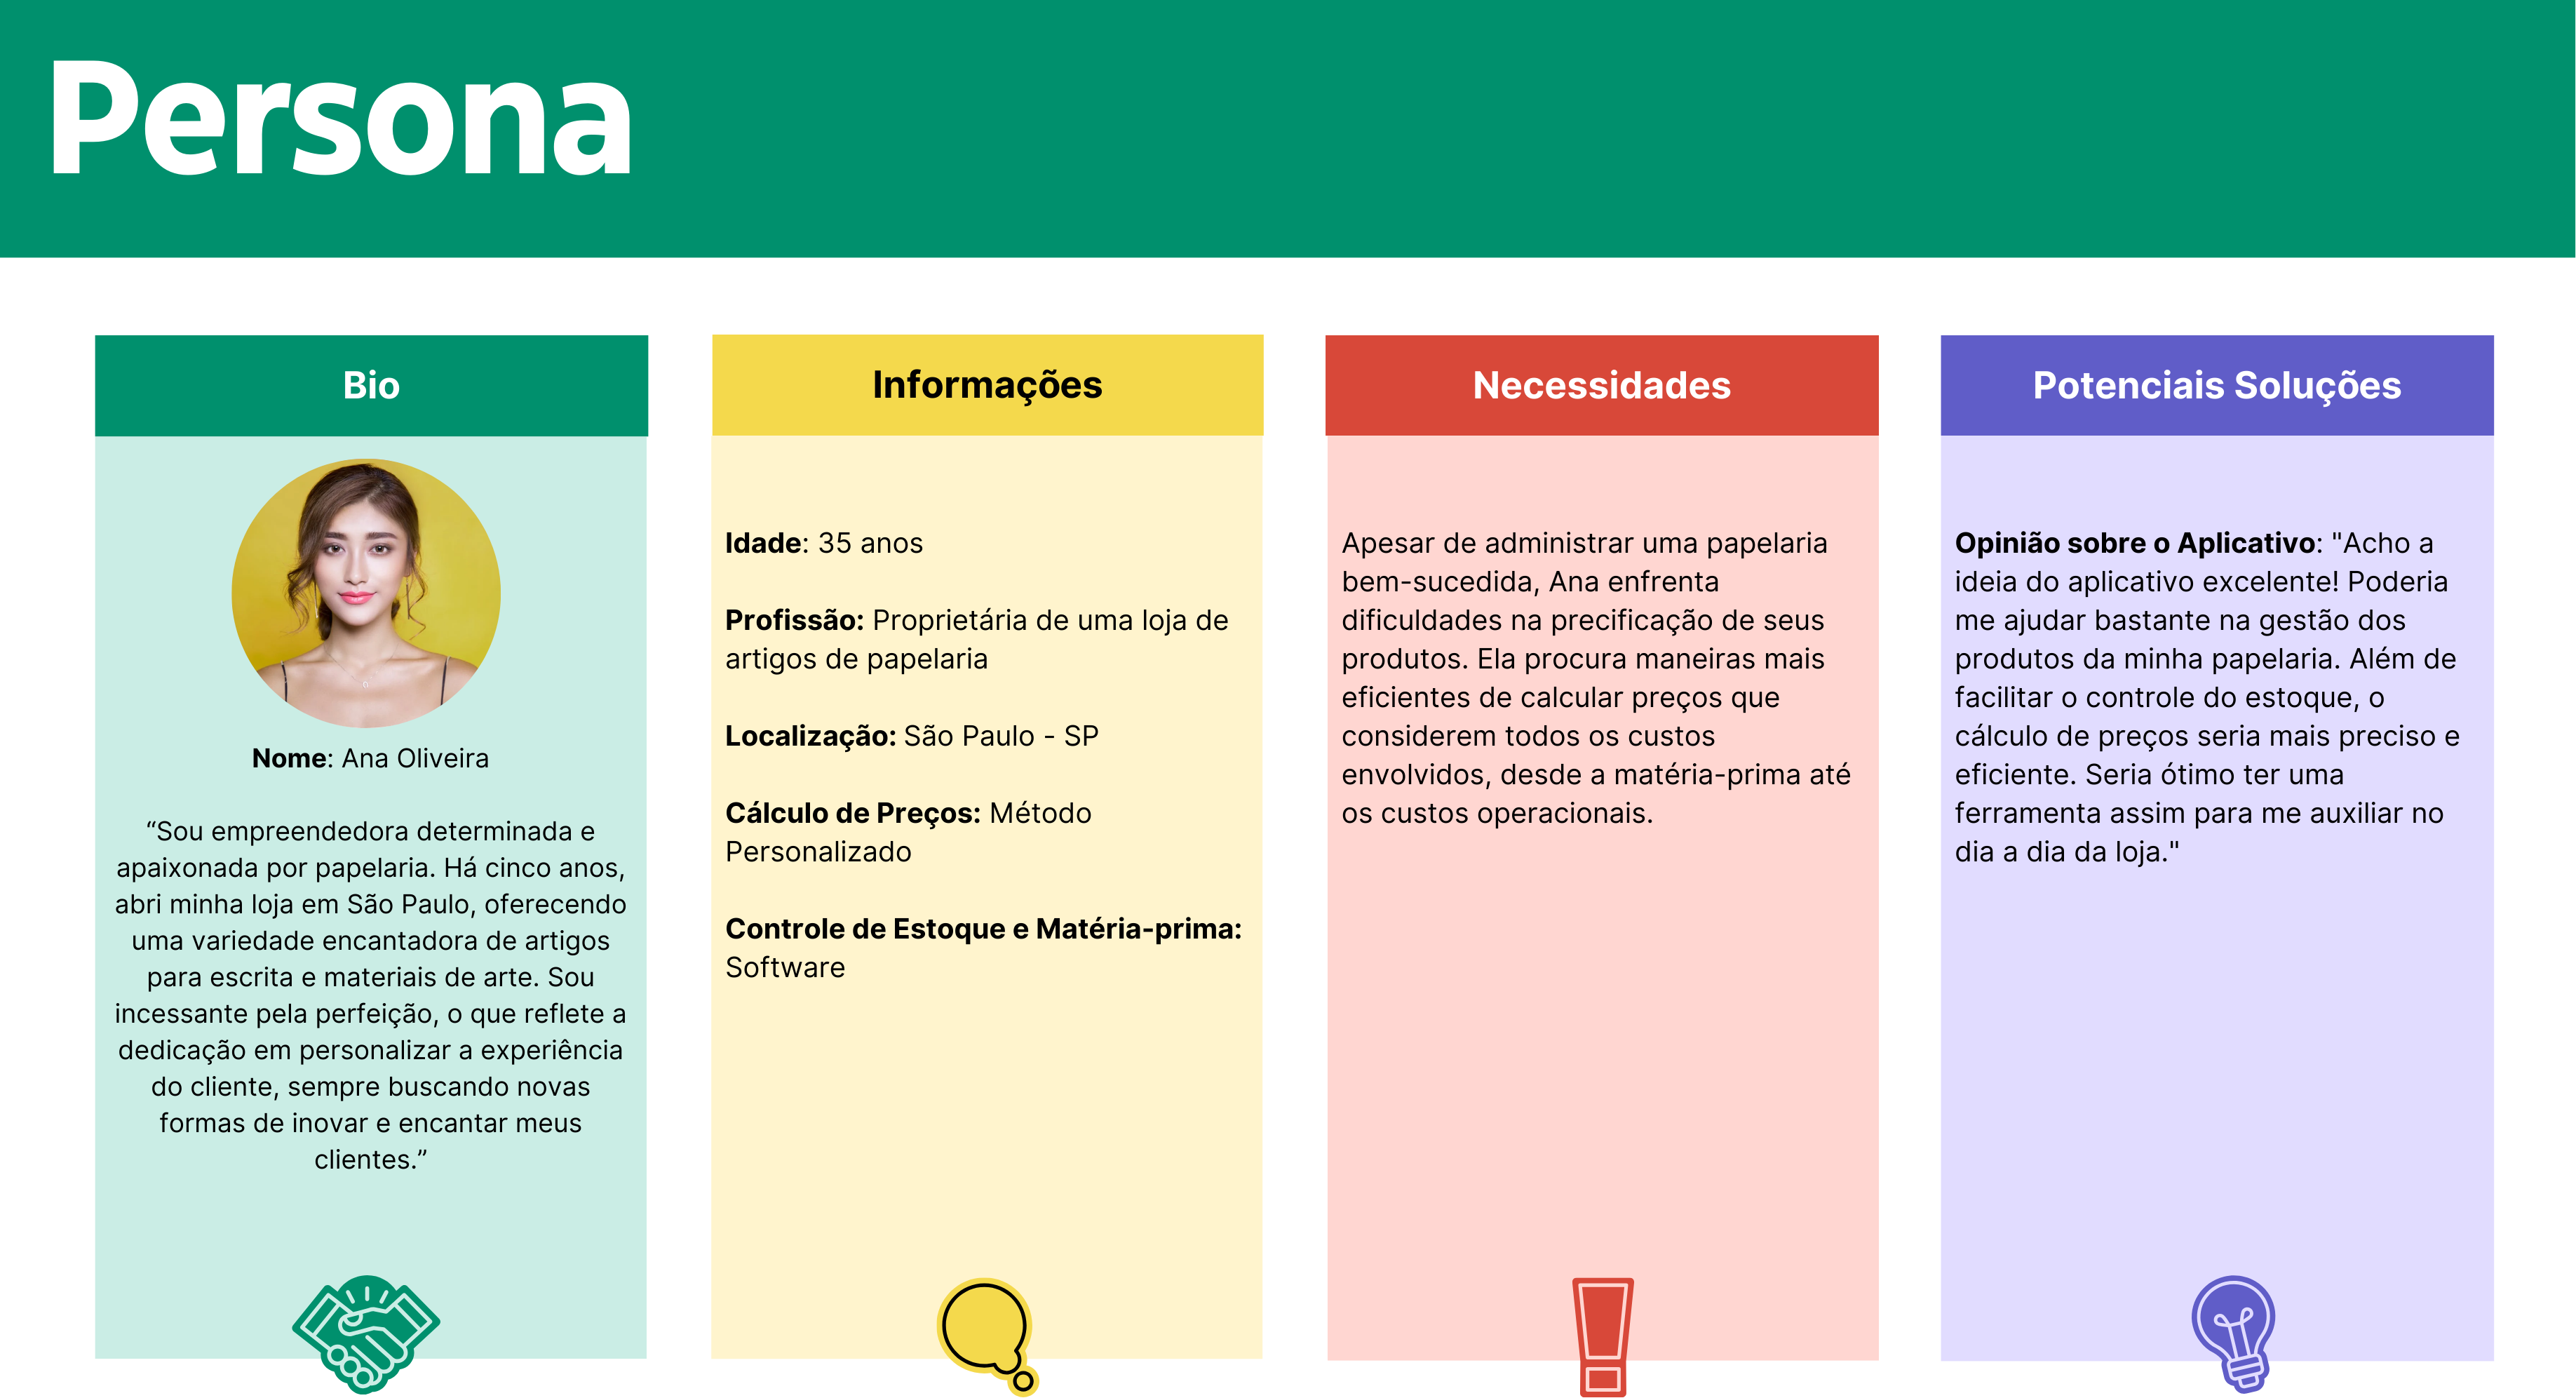 Persona
Bio
Nome: Ana Oliveira
“Sou empreendedora determinada e
apaixonada por papelaria. Há cinco anos,
abri minha loja em São Paulo, oferecendo
uma variedade encantadora de artigos
para escrita e materiais de arte. Sou
incessante pela perfeição, o que reflete a
dedicação em personalizar a experiência
do cliente, sempre buscando novas
formas de inovar e encantar meus
clientes.”
Informações
Idade: 35 anos
Profissão: Proprietária de uma loja de
artigos de papelaria
Localização: São Paulo - SP
Cálculo de Preços: Método
Personalizado
Controle de Estoque e Matéria-prima:
Software
Necessidades
Apesar de administrar uma papelaria
bem-sucedida, Ana enfrenta
dificuldades na precificação de seus
produtos. Ela procura maneiras mais
eficientes de calcular preços que
considerem todos os custos
envolvidos, desde a matéria-prima até
os custos operacionais.
Potenciais Soluções
Opinião sobre o Aplicativo: "Acho a
ideia do aplicativo excelente! Poderia
me ajudar bastante na gestão dos
produtos da minha papelaria. Além de
facilitar o controle do estoque, o
cálculo de preços seria mais preciso e
eficiente. Seria ótimo ter uma
ferramenta assim para me auxiliar no
dia a dia da loja."